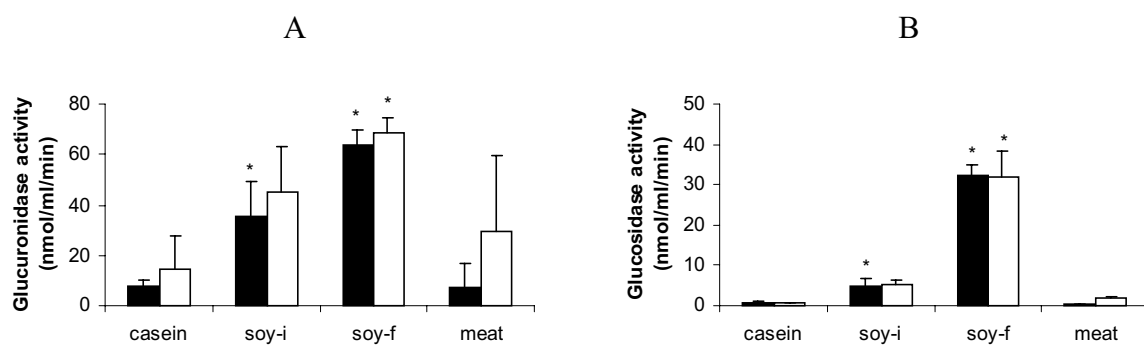 A
Glucuronidase activity
(nmol/ml/min)
80
60
40
20
0
*
*
*
casein
soy-i
soy-f
meat
B
Glucosidase activity
(nmol/ml/min)
50
40
30
20
10
0
*
*
*
casein
soy-i
soy-f
meat